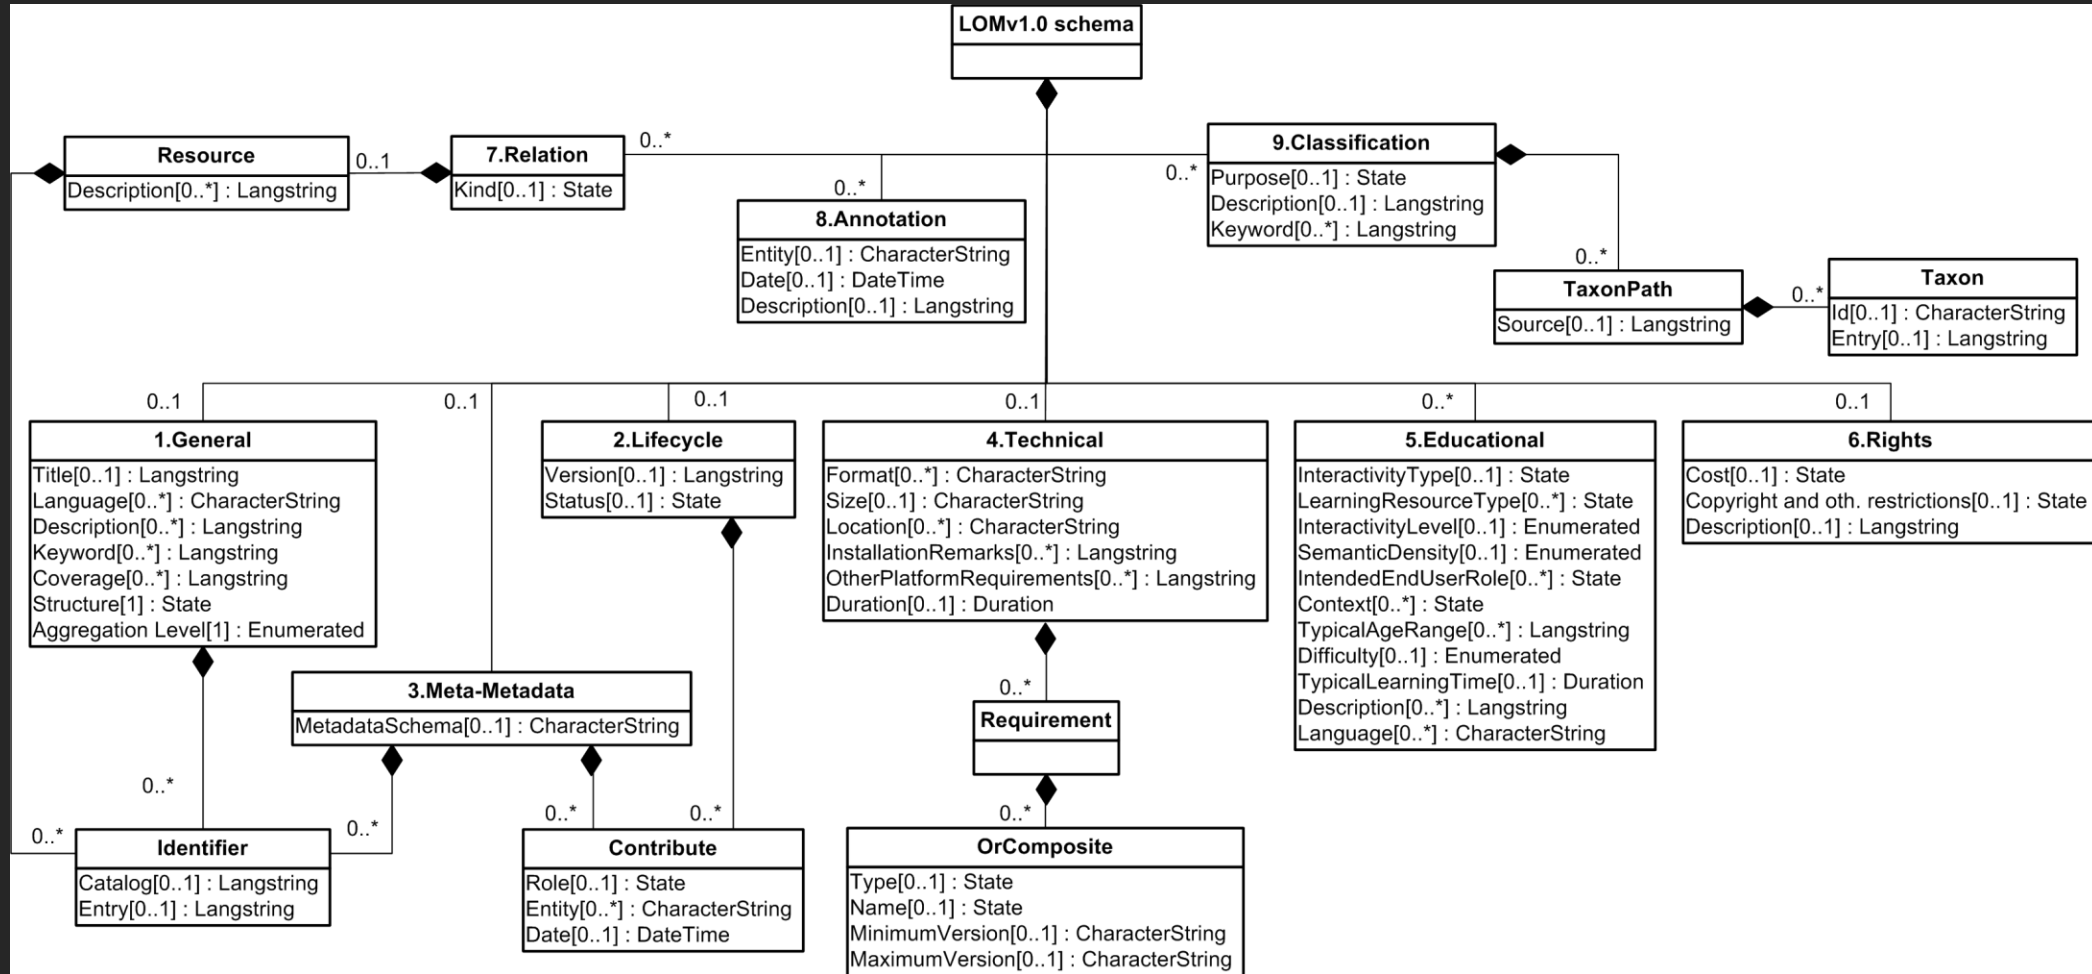 LOMv1.0 schema
Resource
Description[0..*] : Langstring
0..1
7.Relation
Kind[0..1] : State
0..*
0..*
8.Annotation
Entity[0..1] : CharacterString
Date[0..1] : DateTime
Description[0..1] : Langstring
0..*
9.Classification
Purpose[0..1] : State
Description[0..1] : Langstring
Keyword[0..*] : Langstring
0..*
TaxonPath
Source[0..1] : Langstring
0..*
Taxon
Id[0..1] : CharacterString
Entry[0..1] : Langstring
0..1
1.General
Title[0..1] : Langstring
Language[0..*] : CharacterString
Description[0..*] : Langstring
Keyword[0..*] : Langstring
Coverage[0..*] : Langstring
Structure[1] : State
Aggregation Level[1] : Enumerated
0..1
3.Meta-Metadata
MetadataSchema[0..1] : CharacterString
0..1
2.Lifecycle
Version[0..1] : Langstring
Status[0..1] : State
0..1
4.Technical
Format[0..*] : CharacterString
Size[0..1] : CharacterString
Location[0..*] : CharacterString
InstallationRemarks[0..*] : Langstring
OtherPlatformRequirements[0..*] : Langstring
Duration[0..1] : Duration
0..*
5.Educational
InteractivityType[0..1] : State
LearningResourceType[0..*] : State
InteractivityLevel[0..1] : Enumerated
SemanticDensity[0..1] : Enumerated
IntendedEndUserRole[0..*] : State
Context[0..*] : State
TypicalAgeRange[0..*] : Langstring
Difficulty[0..1] : Enumerated
TypicalLearningTime[0..1] : Duration
Description[0..*] : Langstring
Language[0..*] : CharacterString
0..1
6.Rights
Cost[0..1] : State
Copyright and oth. restrictions[0..1] : State
Description[0..1] : Langstring
0..*
0..*
0..*
Identifier
Catalog[0..1] : Langstring
Entry[0..1] : Langstring
0..*
0..*
Contribute
Role[0..1] : State
Entity[0..*] : CharacterString
Date[0..1] : DateTime
0..*
Requirement
0..*
OrComposite
Type[0..1] : State
Name[0..1] : State
MinimumVersion[0..1] : CharacterString
MaximumVersion[0..1] : CharacterString